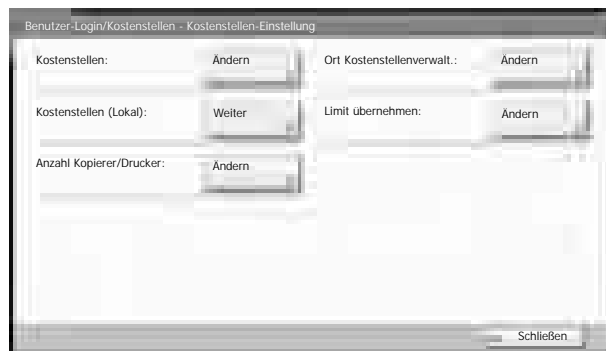 Benutzer-Login/Kostenstellen - Kostenstellen-Einstellung
Kostenstellen: Ändern Ort Kostenstellenverwalt.: Ändern
Kostenstellen (Lokal): Weiter Limit übernehmen: Ändern
Anzahl Kopierer/Drucker: Ändern
Schließen